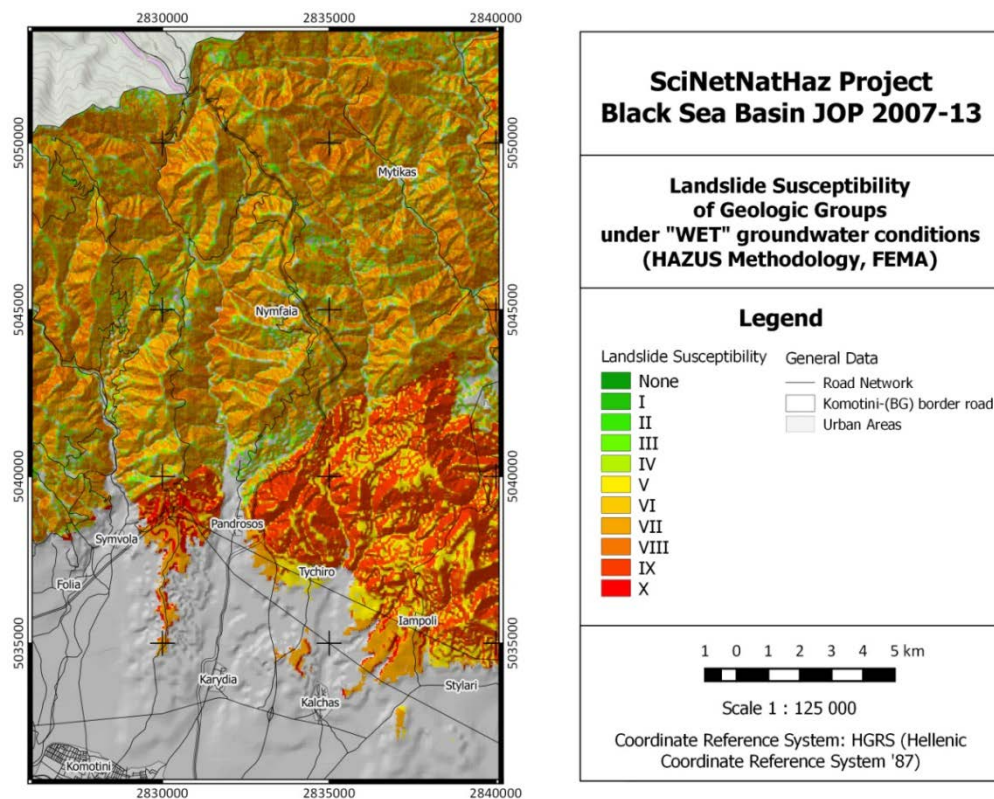 2830000
2835000
2840000
5050000
5045000
5040000
5035000
5050000
5045000
5040000
5035000
Mytikas
Nymfaia
Pandrosos
Symvola
Tychiro
Folia
Iampoli
Karydia
Stylari
Kalchas
Komotini
2830000
2835000
2840000
SciNetNatHaz Project
Black Sea Basin JOP 2007-13
Landslide Susceptibility
of Geologic Groups
under "WET" groundwater conditions
(HAZUS Methodology, FEMA)
Legend
Landslide Susceptibility
None
I
II
III
IV
V
VI
VII
VIII
IX
X
General Data
Road Network
Komotini-(BG) border road
Urban Areas
1 0 1 2 3 4 5 km
Scale 1 : 125 000
Coordinate Reference System: HGRS (Hellenic
Coordinate Reference System '87)